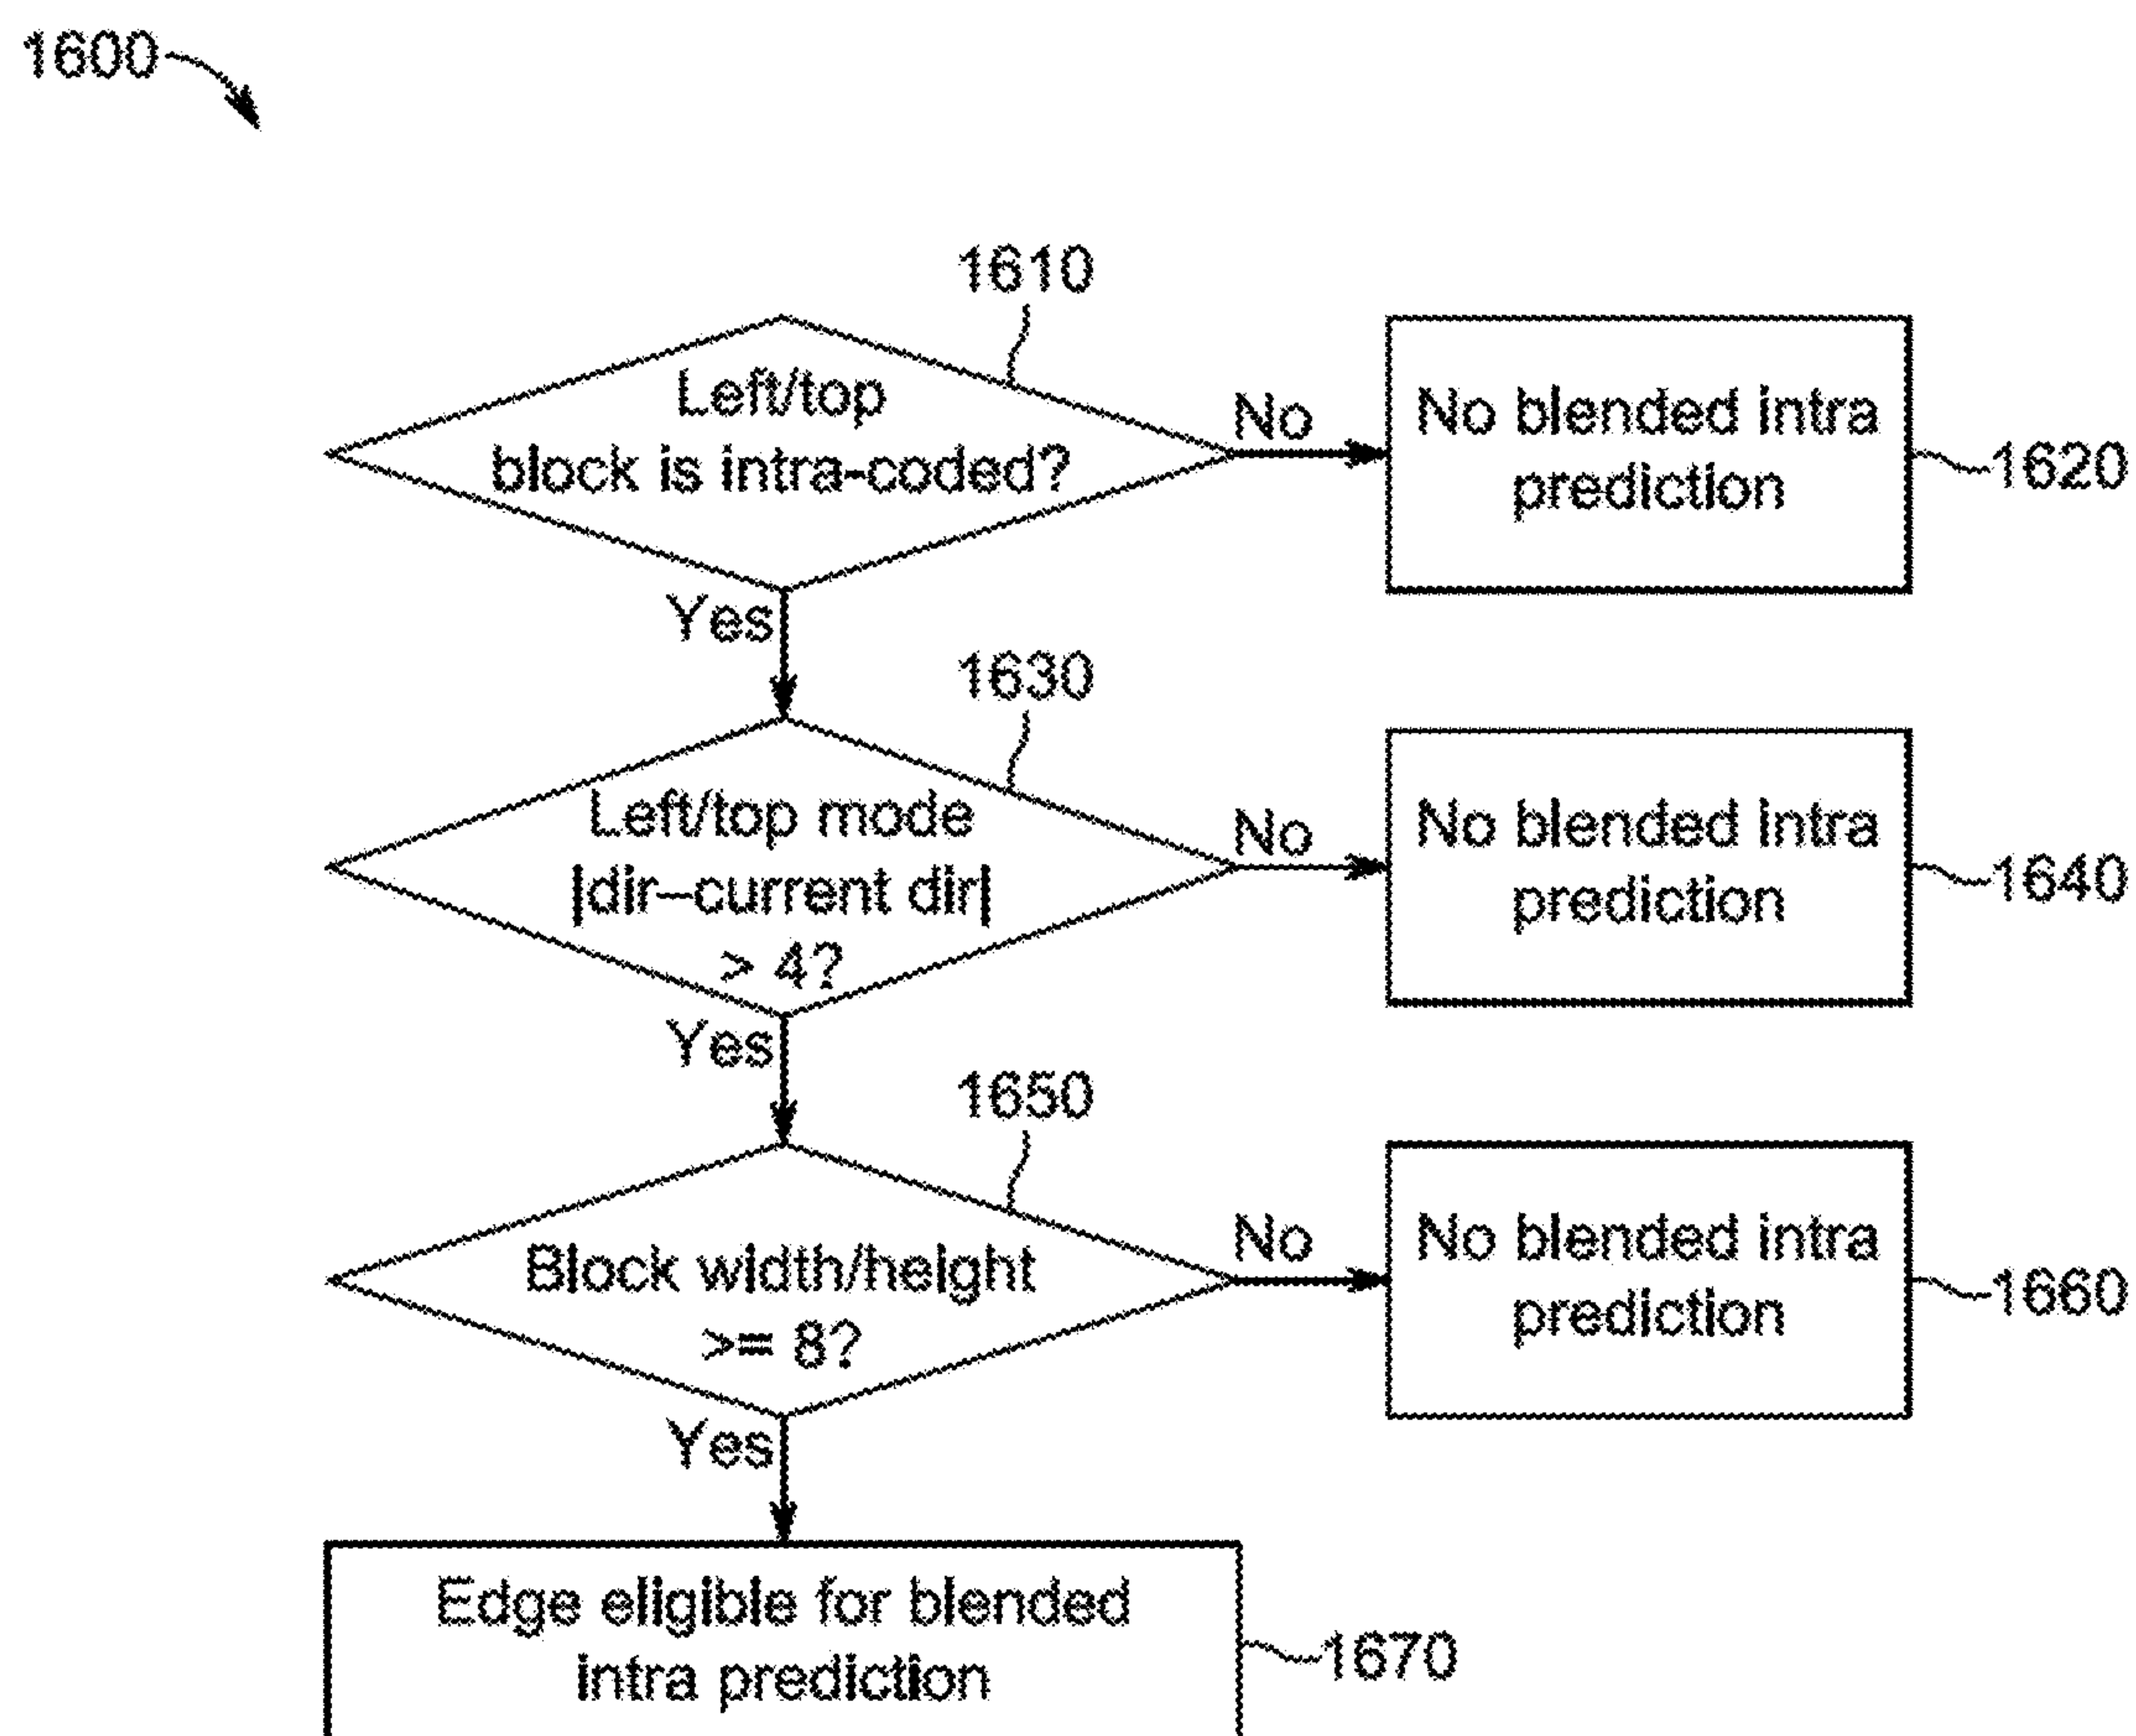 1600
1610
Left/top
block is intra-coded?
No
No blended intra
prediction
1620
Yes
1630
Left/top mode
|dir–current dir|
> 4?
No
No blended intra
prediction
1640
Yes
1650
Block width/height
>= 8?
No
No blended intra
prediction
1660
Yes
Edge eligible for blended
intra prediction
1670